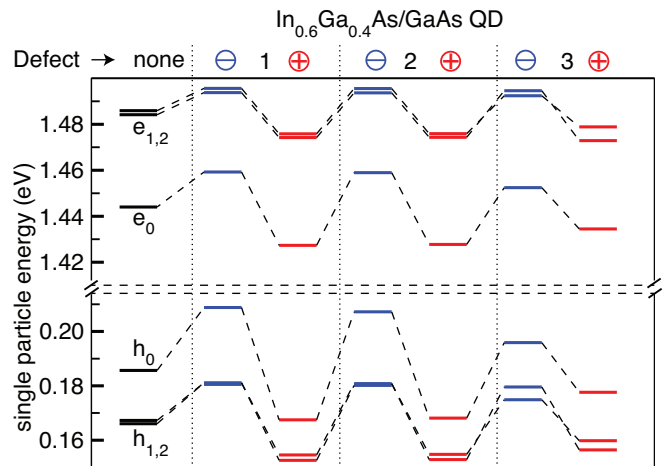 In0.6Ga0.4As/GaAs QD
Defect → none ⊖ 1 ⊕ ⊖ 2 ⊕ ⊖ 3 ⊕
single particle energy (eV)
1.48
1.46
1.44
1.42
0.20
0.18
0.16
e1,2
e0
h0
h1,2